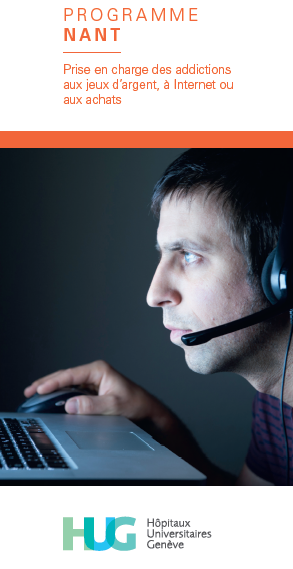 PROGRAMME
NANT
Prise en charge des addictions
aux jeux d'argent, à Internet ou
aux achats
HUG
Hôpitaux
Universitaires
Genève